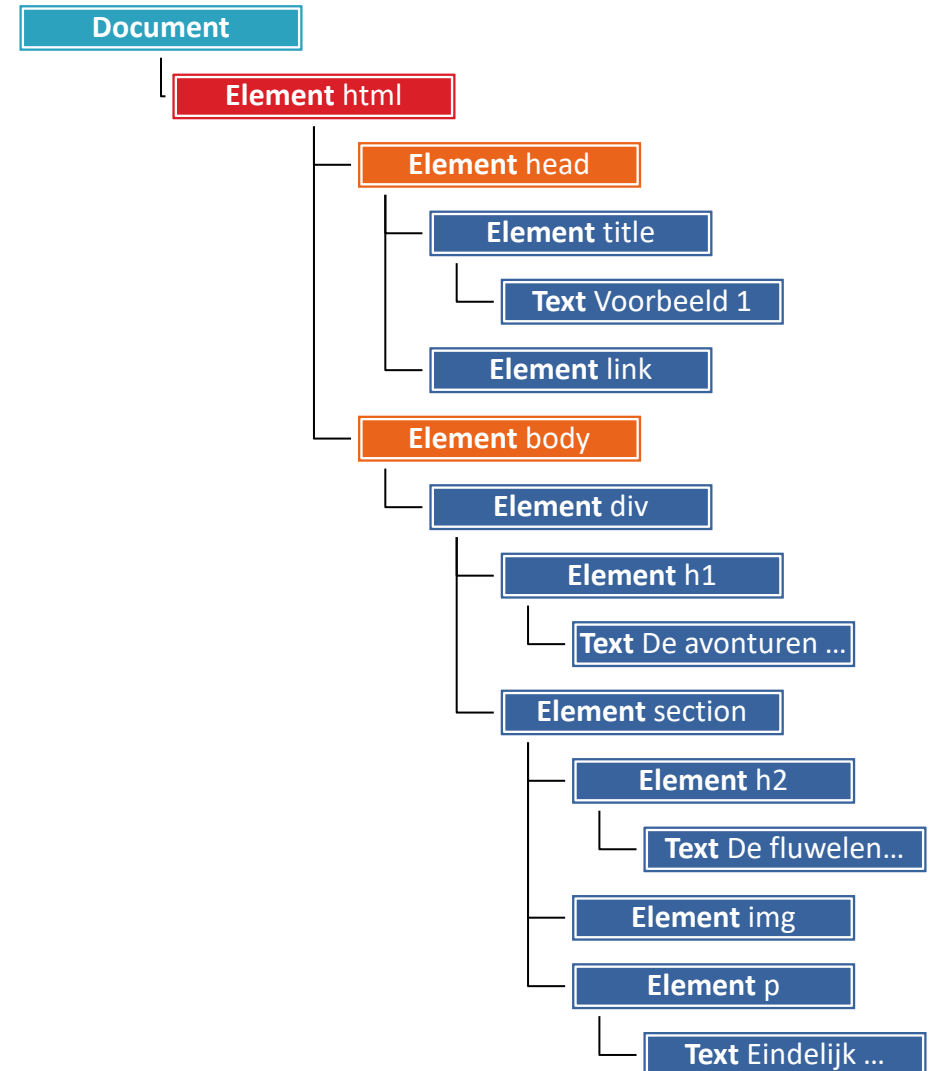 Document
Element html
Element head
Element title
Text Voorbeeld 1
Element link
Element body
Element div
Element h1
Text De avonturen ...
Element section
Element h2
Text De fluwelen...
Element img
Element p
Text Eindelijk ...